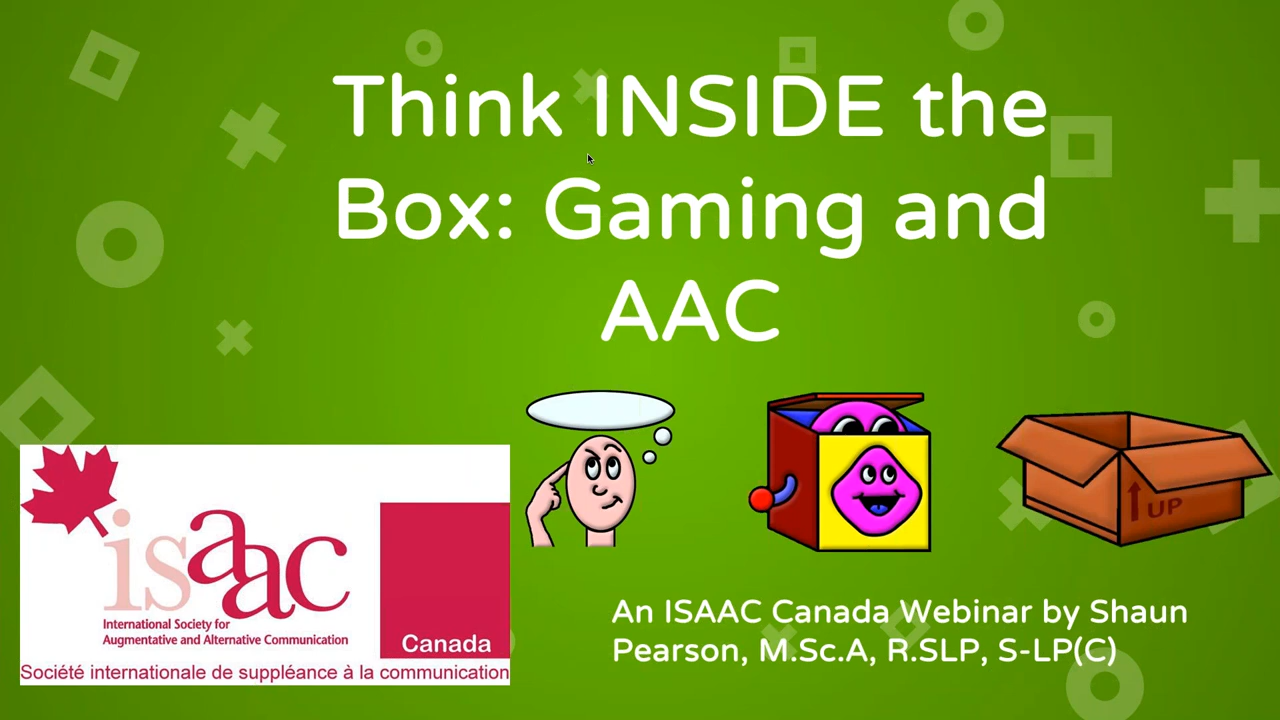 Think INSIDE the
Box: Gaming and
AAC
UP
isaac
International Society for
Augmentative and Alternative Communication
Canada
Société internationale de suppléance à la communication
An ISAAC Canada Webinar by Shaun
Pearson, M.Sc.A, R.SLP, S-LP(C)